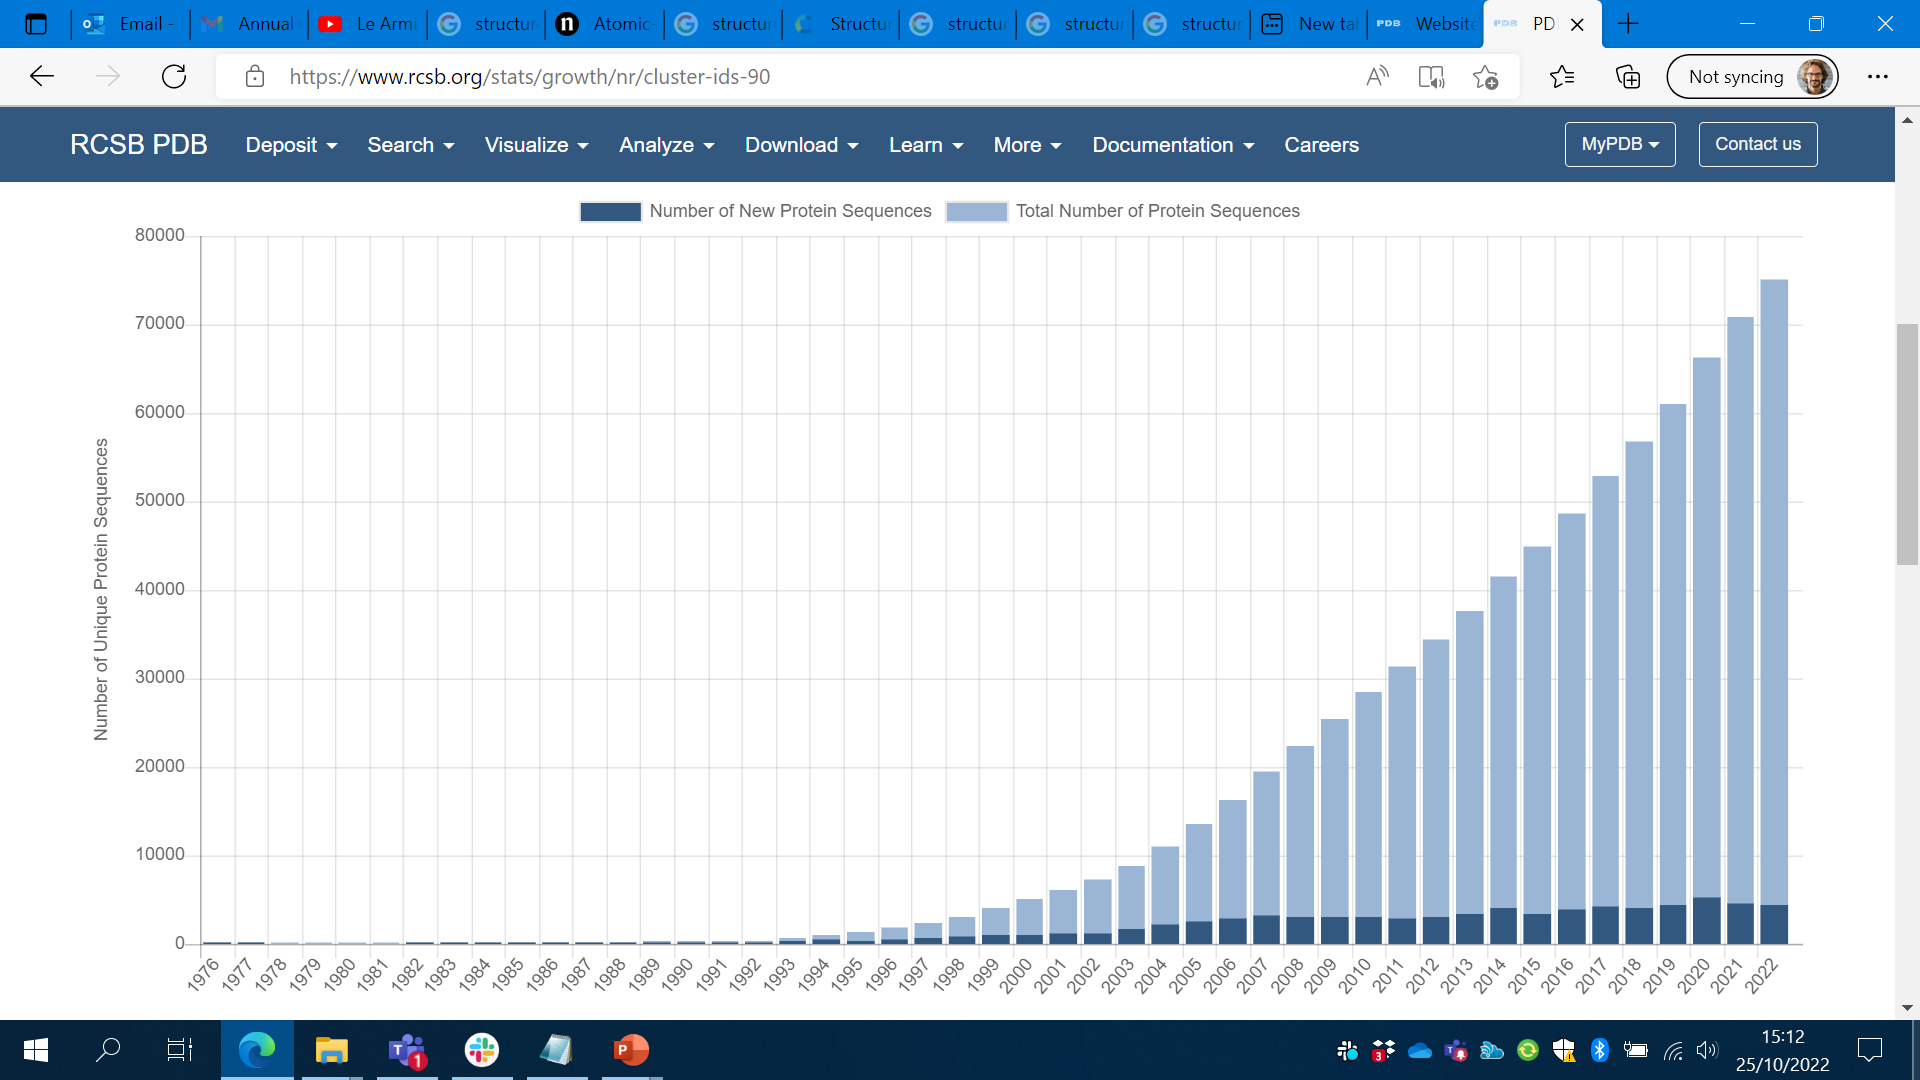 Email -
Annual
Le Armi
structur
Atomic-
structur
Structur
structur
structur
structur
New tab
Website
PD
https://www.rcsb.org/stats/growth/nr/cluster-ids-90
Not syncing
RCSB PDB Deposit Search Visualize Analyze Download Learn More Documentation Careers MyPDB Contact us
Number of New Protein Sequences Total Number of Protein Sequences
80000
70000
60000
50000
40000
30000
20000
10000
0
Number of Unique Protein Sequences
1976 1977 1978 1979 1980 1981 1982 1983 1984 1985 1986 1987 1988 1989 1990 1991 1992 1993 1994 1995 1996 1997 1998 1999 2000 2001 2002 2003 2004 2005 2006 2007 2008 2009 2010 2011 2012 2013 2014 2015 2016 2017 2018 2019 2020 2021 2022
1
3
15:12
25/10/2022